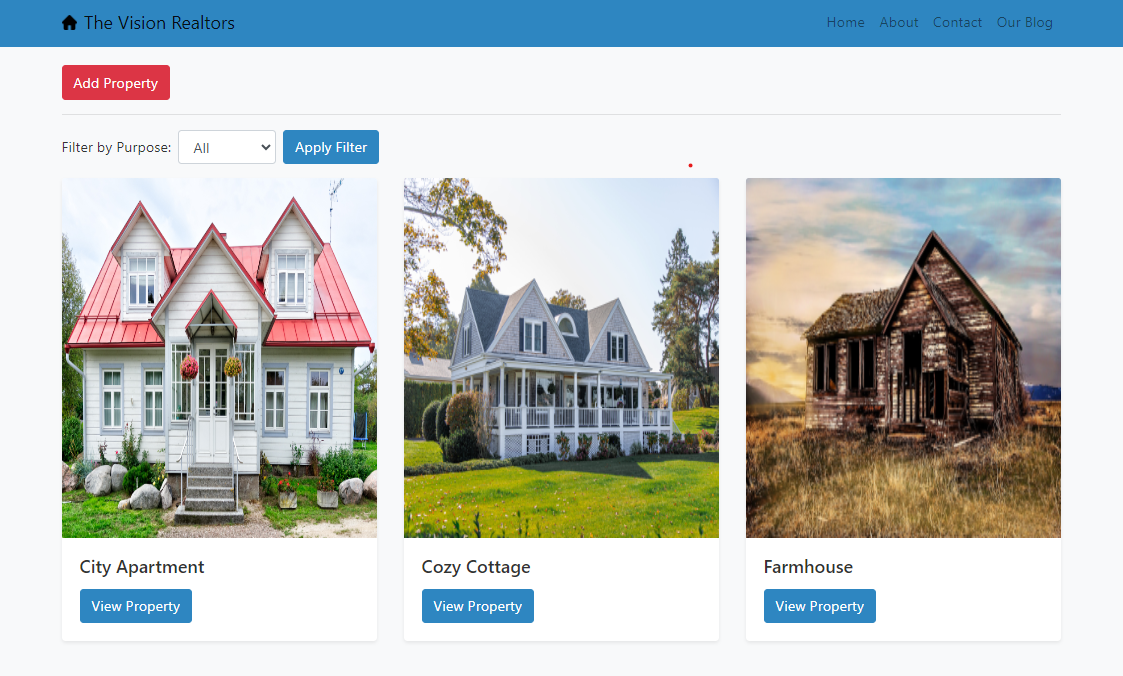 The Vision Realtors
Home About Contact Our Blog
Add Property
Filter by Purpose: All Apply Filter
City Apartment
View Property
Cozy Cottage
View Property
Farmhouse
View Property